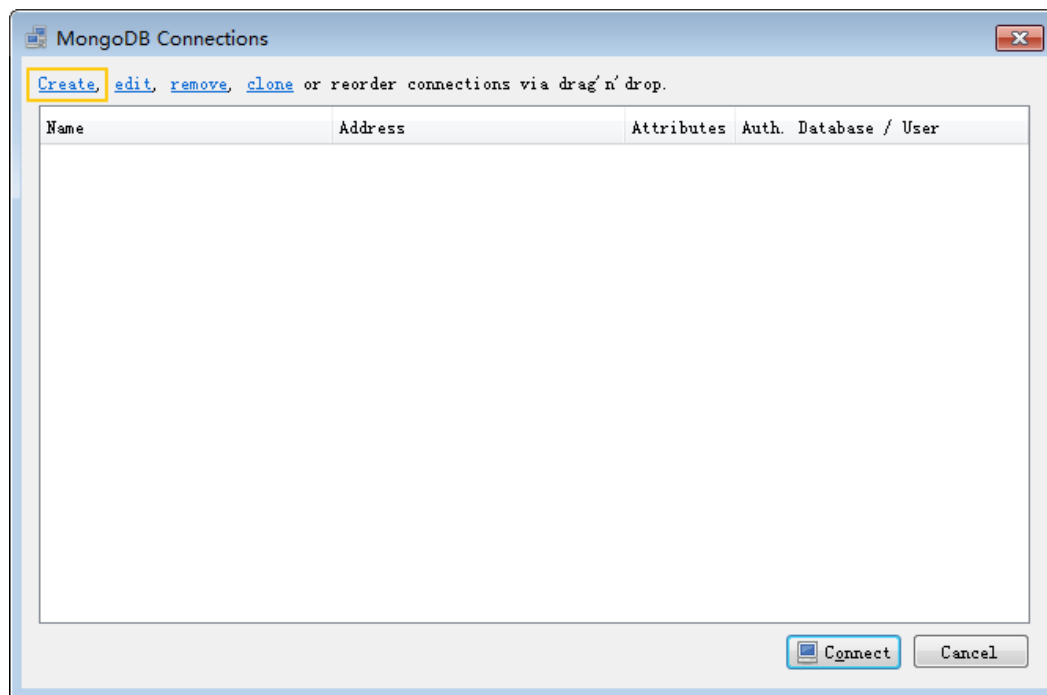 MongoDB Connections
Create, edit, remove, clone or reorder connections via drag'n'drop.
Name Address Attributes Auth. Database / User
Connect Cancel